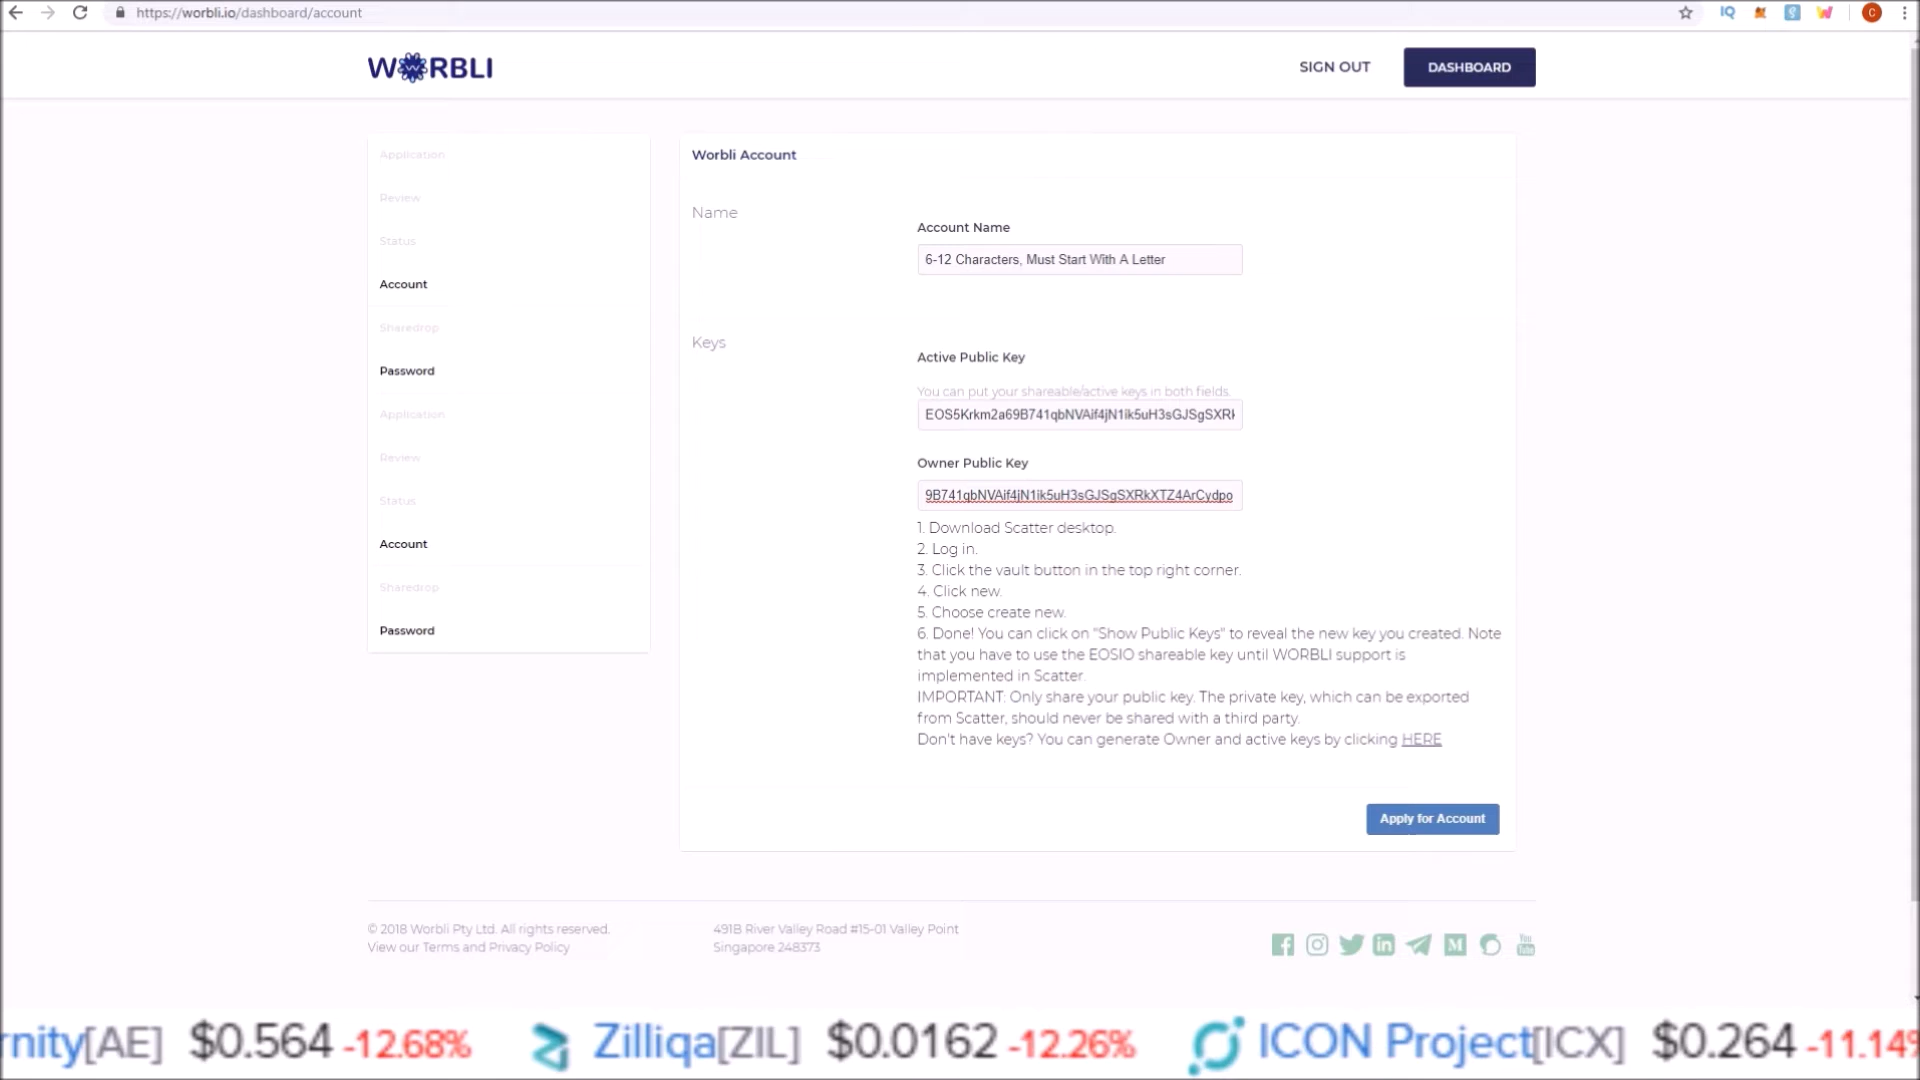 https://worbli.io/dashboard/account
IQ
C
WORBLI
SIGN OUT
DASHBOARD
Application
Review
Status
Account
Sharedrop
Password
Application
Review
Status
Account
Sharedrop
Password
Worbli Account
Name
Account Name
6-12 Characters, Must Start With A Letter
Keys
Active Public Key
You can put your shareable/active keys in both fields.
EOS5Krkm2a69B741qbNVAif4jN1ik5uH3sGJSgSXRk
Owner Public Key
9B741qbNVAif4jN1ik5uH3sGJSgSXRkXTZ4ArCydpo
1. Download Scatter desktop.
2. Log in.
3. Click the vault button in the top right corner.
4. Click new.
5. Choose create new.
6. Done! You can click on "Show Public Keys" to reveal the new key you created. Note
that you have to use the EOSIO shareable key until WORBLI support is
implemented in Scatter.
IMPORTANT: Only share your public key. The private key, which can be exported
from Scatter, should never be shared with a third party.
Don't have keys? You can generate Owner and active keys by clicking HERE
Apply for Account
© 2018 Worbli Pty Ltd. All rights reserved.
View our Terms and Privacy Policy
491B River Valley Road #15-01 Valley Point
Singapore 248373
You Tube
rnity[AE] $0.564 -12.68% Zilliqa[ZIL] $0.0162 -12.26% ICON Project[ICX] $0.264 -11.14%